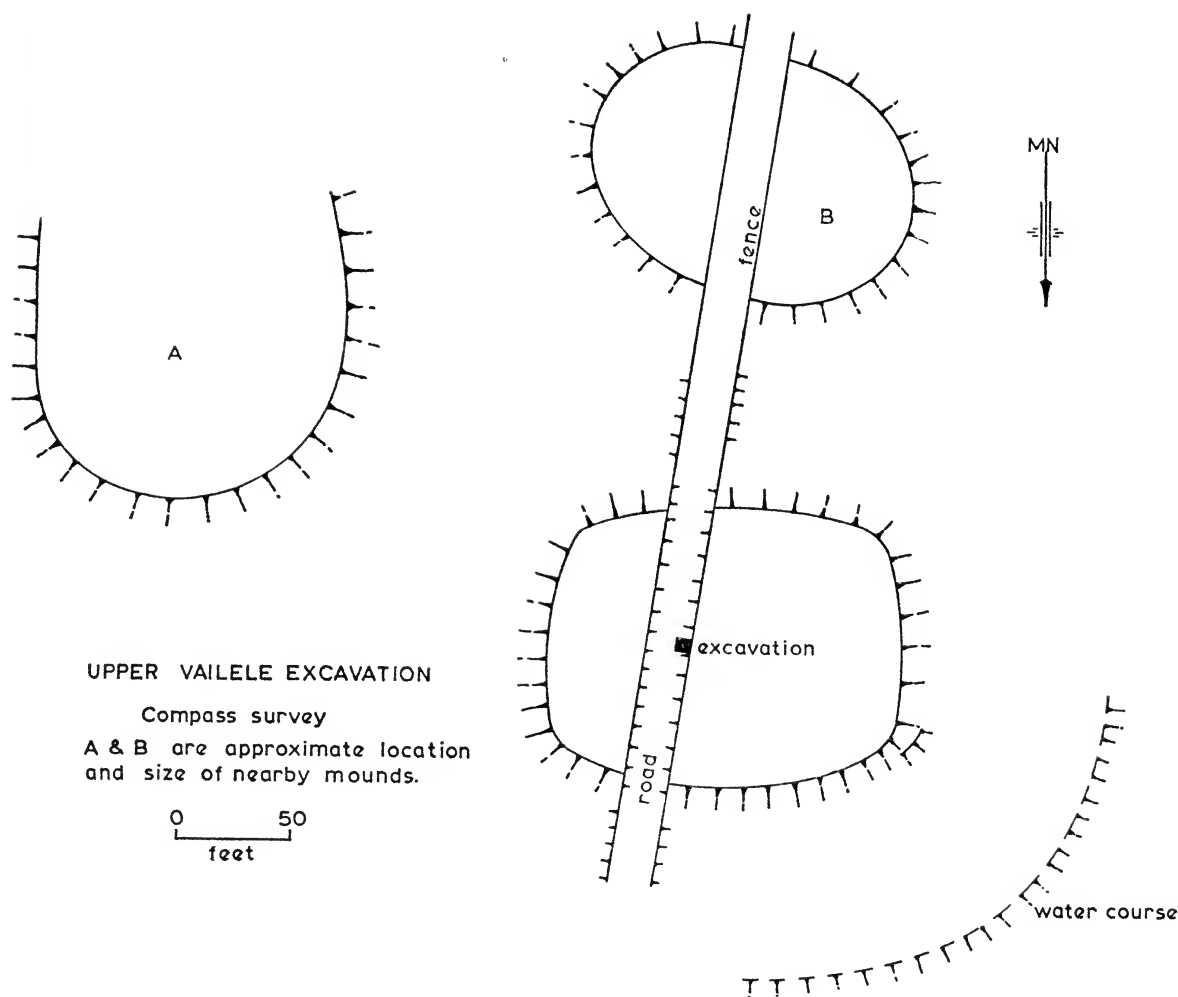 MN
B
fence
A
excavation
UPPER VAILELE EXCAVATION
Compass survey
A & B are approximate location
and size of nearby mounds.
road
0 50
feet
water course